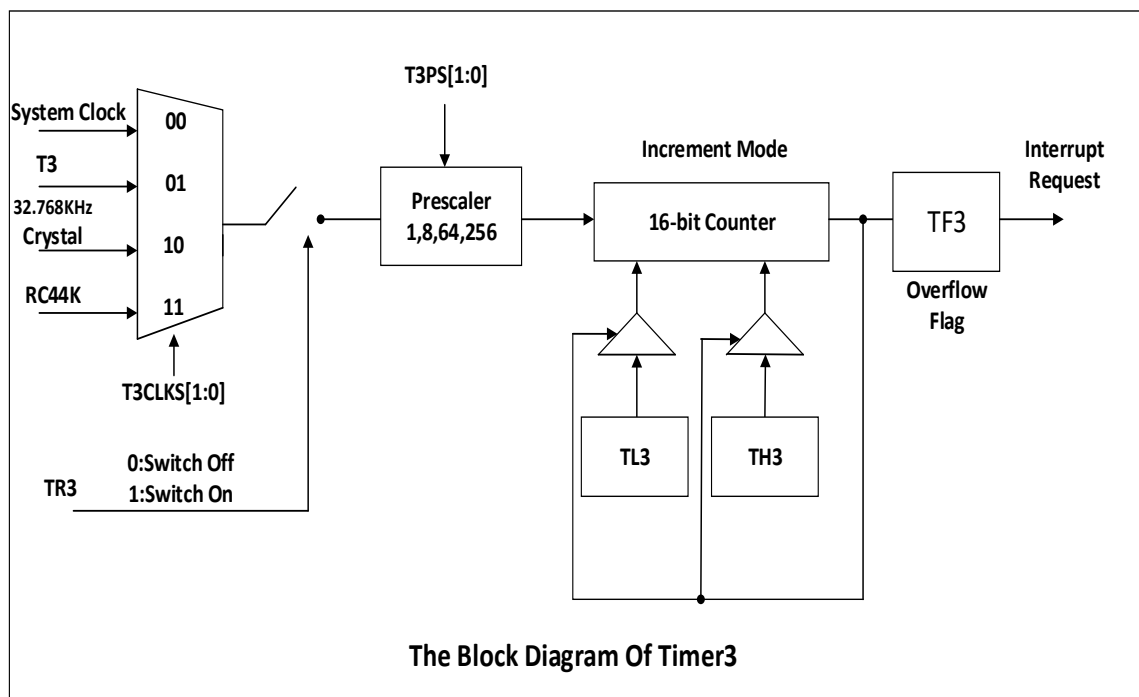 T3PS[1:0]
System Clock
00
T3
01
32.768KHz
Crystal
10
RC44K
11
T3CLKS[1:0]
Prescaler
1,8,64,256
Increment Mode
16-bit Counter
Interrupt
Request
TF3
Overflow
Flag
TL3
TH3
0:Switch Off
TR3
1:Switch On
The Block Diagram Of Timer3